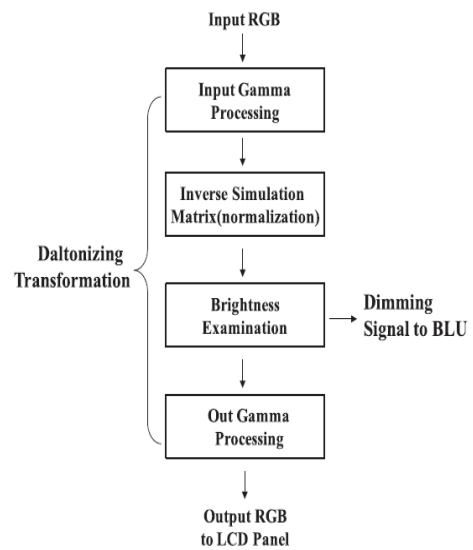 Input RGB
Input Gamma
Processing
Inverse Simulation
Matrix(normalization)
Daltonizing
Transformation
Brightness
Examination
Dimming
Signal to BLU
Out Gamma
Processing
Output RGB
to LCD Panel